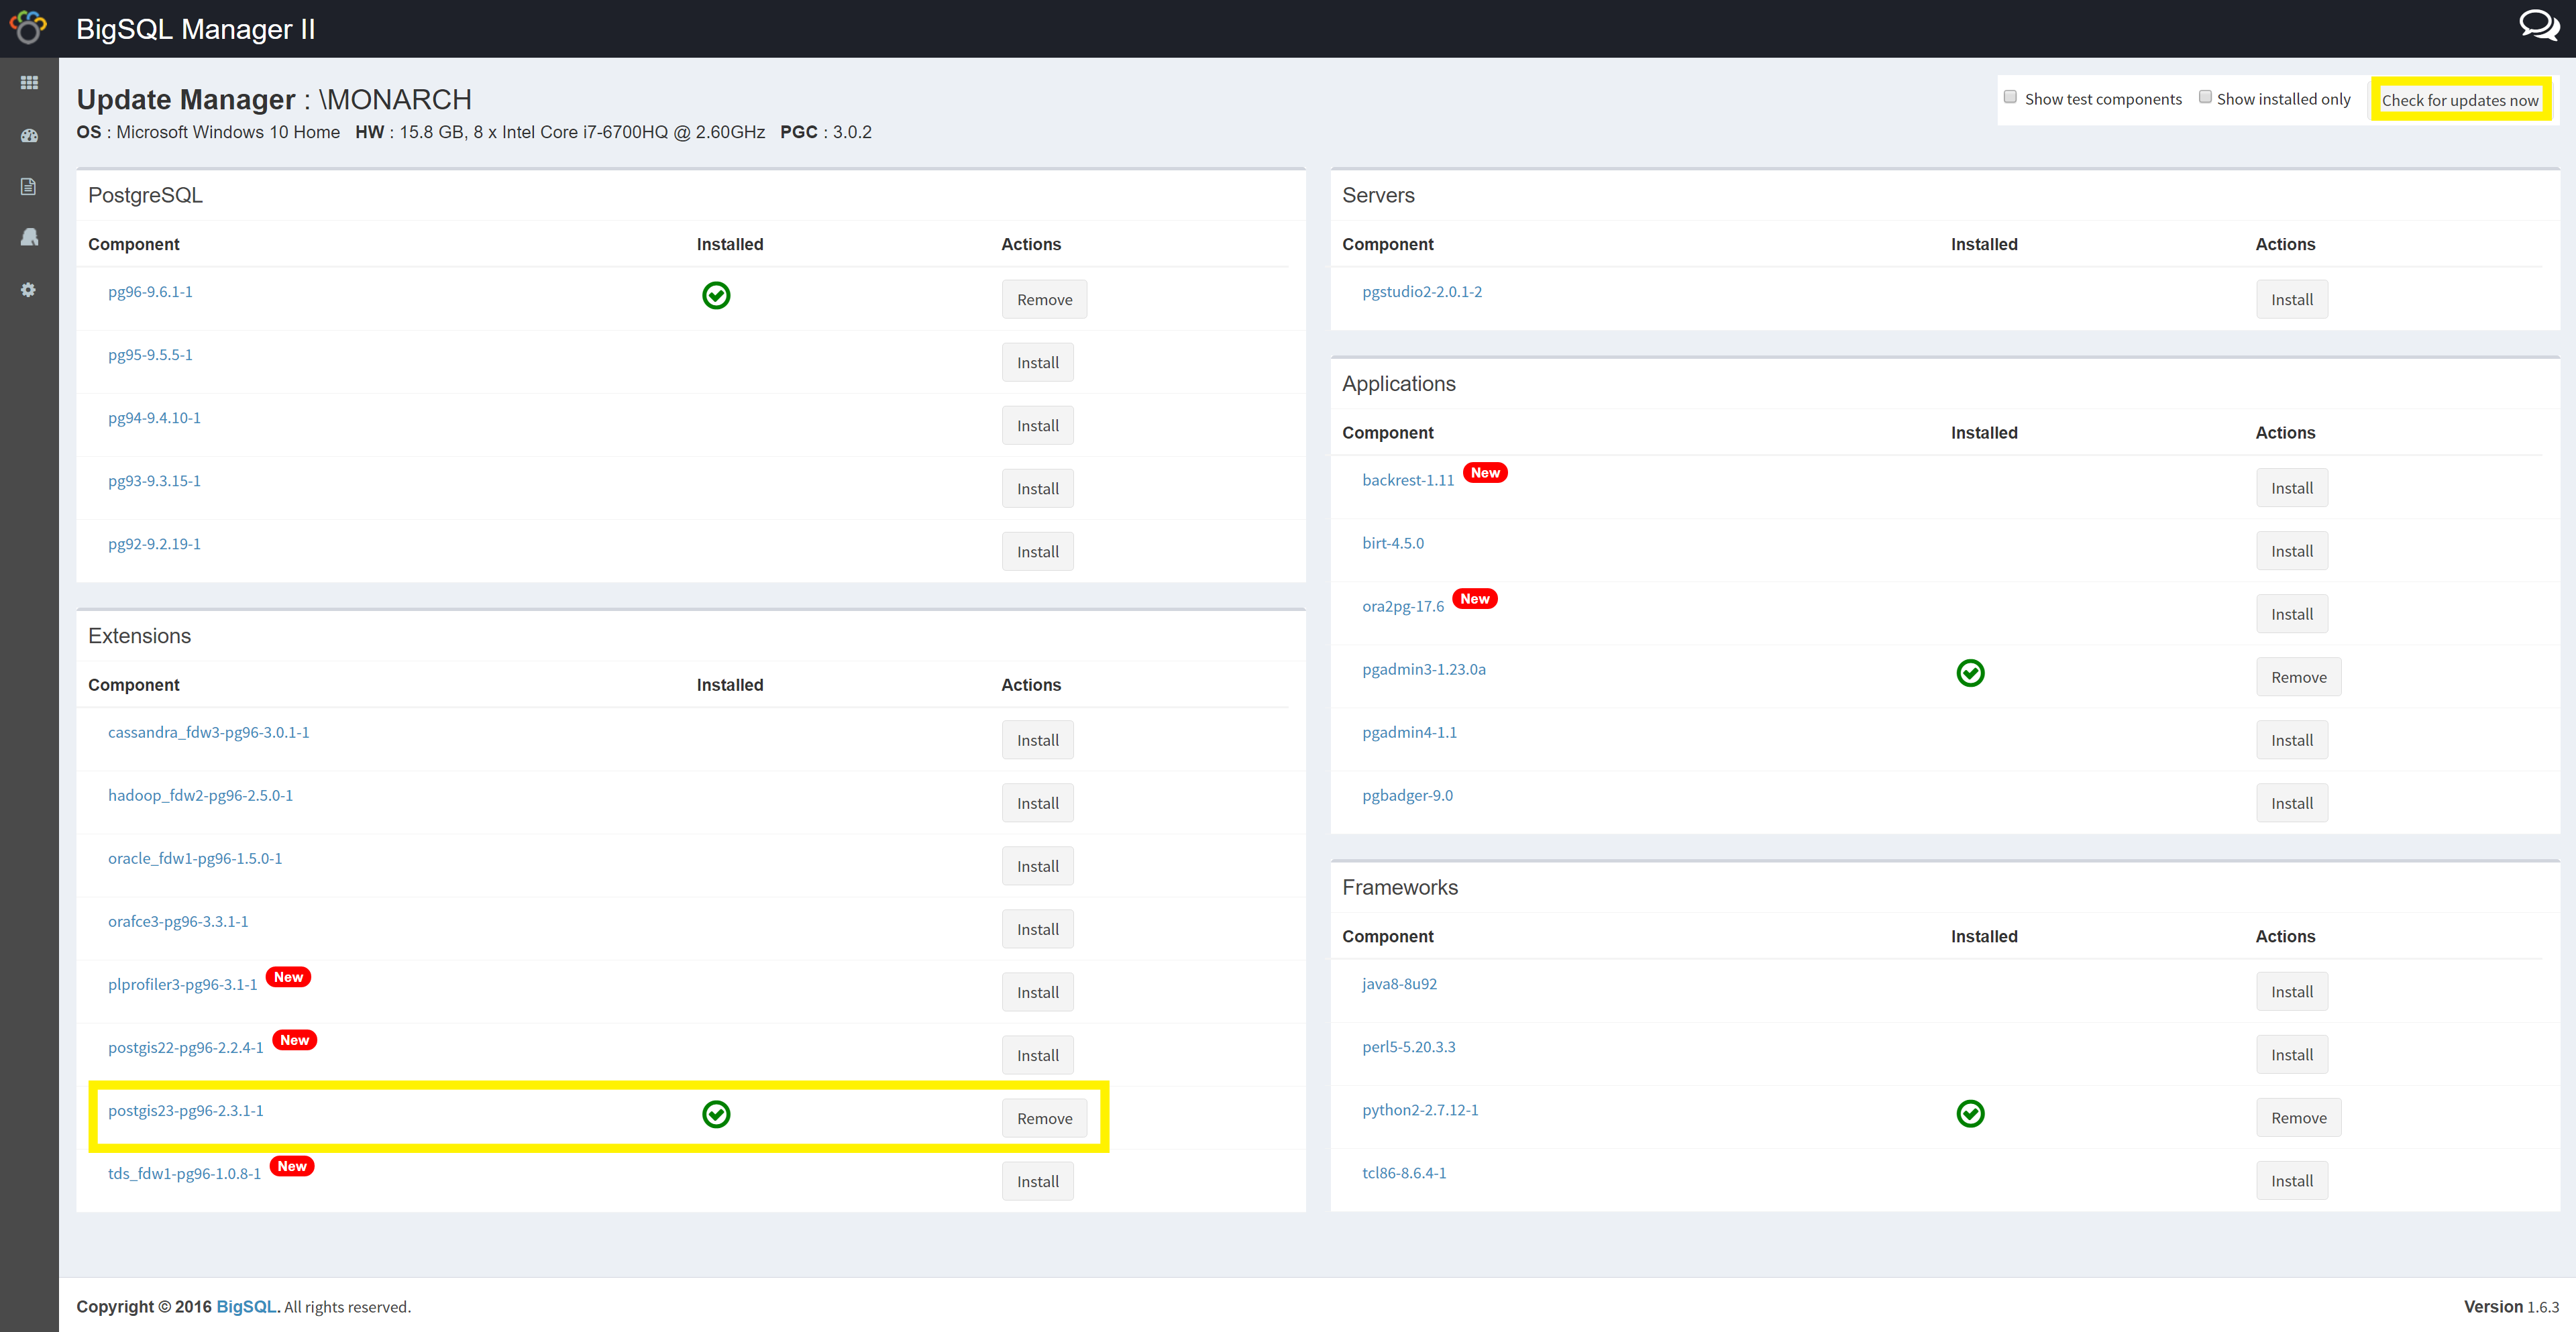 BigSQL Manager II
Update Manager : \MONARCH
OS : Microsoft Windows 10 Home HW : 15.8 GB, 8 x Intel Core i7-6700HQ @ 2.60GHz PGC : 3.0.2
Show test components Show installed only Check for updates now
PostgreSQL
Component Installed Actions
pg96-9.6.1-1 Remove
pg95-9.5.5-1 Install
pg94-9.4.10-1 Install
pg93-9.3.15-1 Install
pg92-9.2.19-1 Install
Extensions
Component Installed Actions
cassandra_fdw3-pg96-3.0.1-1 Install
hadoop_fdw2-pg96-2.5.0-1 Install
oracle_fdw1-pg96-1.5.0-1 Install
orafce3-pg96-3.3.1-1 Install
plprofiler3-pg96-3.1-1 New Install
postgis22-pg96-2.2.4-1 New Install
postgis23-pg96-2.3.1-1 Remove
tds_fdw1-pg96-1.0.8-1 New Install
Servers
Component Installed Actions
pgstudio2-2.0.1-2 Install
Applications
Component Installed Actions
backrest-1.11 New Install
birt-4.5.0 Install
ora2pg-17.6 New Install
pgadmin3-1.23.0a Remove
pgadmin4-1.1 Install
pgbadger-9.0 Install
Frameworks
Component Installed Actions
java8-8u92 Install
perl5-5.20.3.3 Install
python2-2.7.12-1 Remove
tcl86-8.6.4-1 Install
Copyright © 2016 BigSQL. All rights reserved.
Version 1.6.3